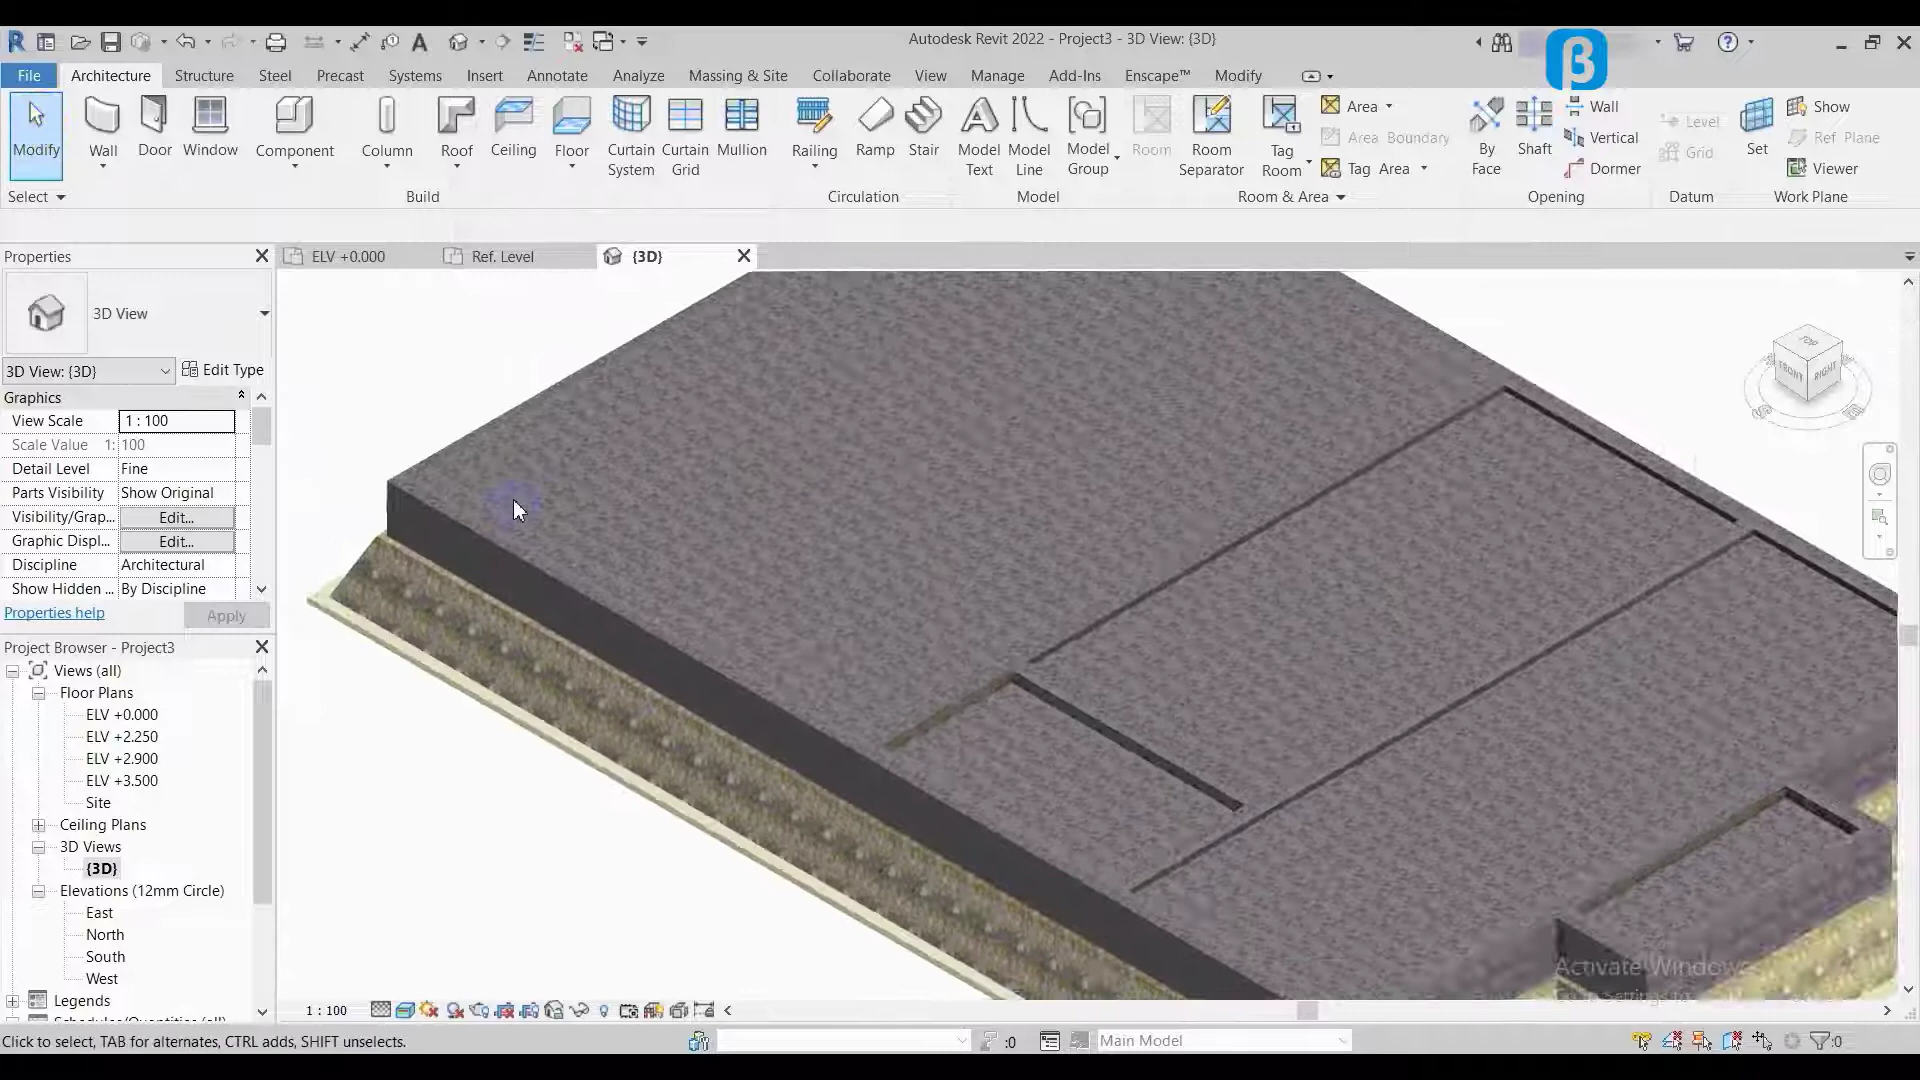 Autodesk Revit 2022 - Project3 - 3D View: {3D}
β
File Architecture Structure Steel Precast Systems Insert Annotate Analyze Massing & Site Collaborate View Manage Add-Ins Enscape™ Modify
Modify Wall Door Window Component Column Roof Ceiling Floor Curtain System Curtain Grid Mullion Railing Ramp Stair Model Text Model Line Model Group Room Room Separator Tag Room
Area
Area Boundary
Tag Area
By Face Shaft
Wall
Vertical
Dormer
Level
Grid
Set
Show
Ref Plane
Viewer
Select Build Circulation Model Room & Area Opening Datum Work Plane
Properties
ELV +0.000 Ref. Level {3D}
3D View
3D View: {3D} Edit Type
Graphics
View Scale 1 : 100
Scale Value 1: 100
Detail Level Fine
Parts Visibility Show Original
Visibility/Grap... Edit...
Graphic Displ... Edit...
Discipline Architectural
Show Hidden ... By Discipline
Properties help Apply
TOP
FRONT RIGHT
Project Browser - Project3
Views (all)
Floor Plans
ELV +0.000
ELV +2.250
ELV +2.900
ELV +3.500
Site
Ceiling Plans
3D Views
{3D}
Elevations (12mm Circle)
East
North
South
West
Legends
Schedules/Quantities (all)
Activate Windows
1 : 100
Click to select, TAB for alternates, CTRL adds, SHIFT unselects. :0 Main Model :0